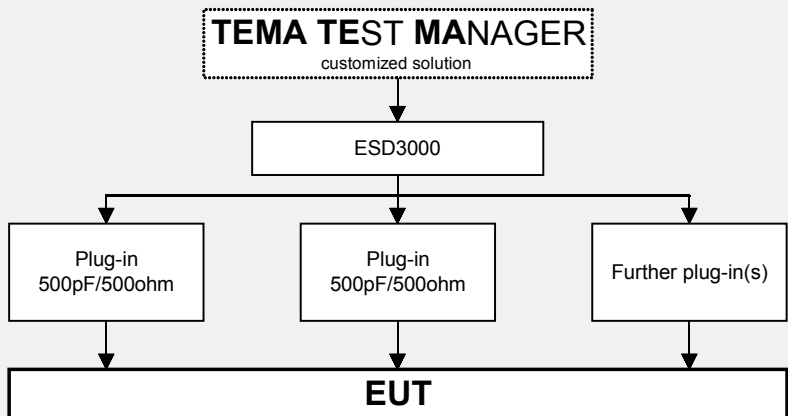 TEMA TEST MANAGER
customized solution
ESD3000
Plug-in
500pF/500ohm
Plug-in
500pF/500ohm
Further plug-in(s)
EUT